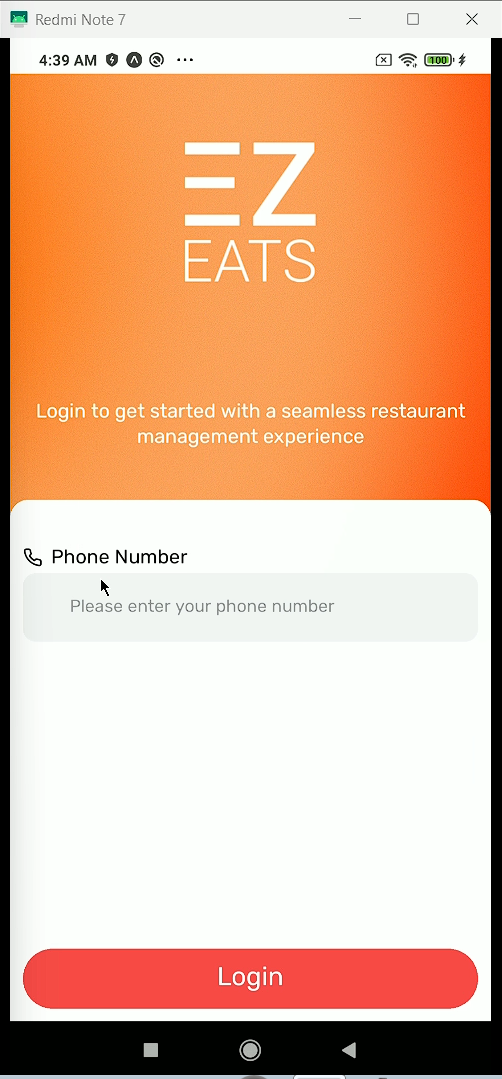 Redmi Note 7
4:39 AM
100
EZ
EATS
Login to get started with a seamless restaurant
management experience
Phone Number
Please enter your phone number
Login